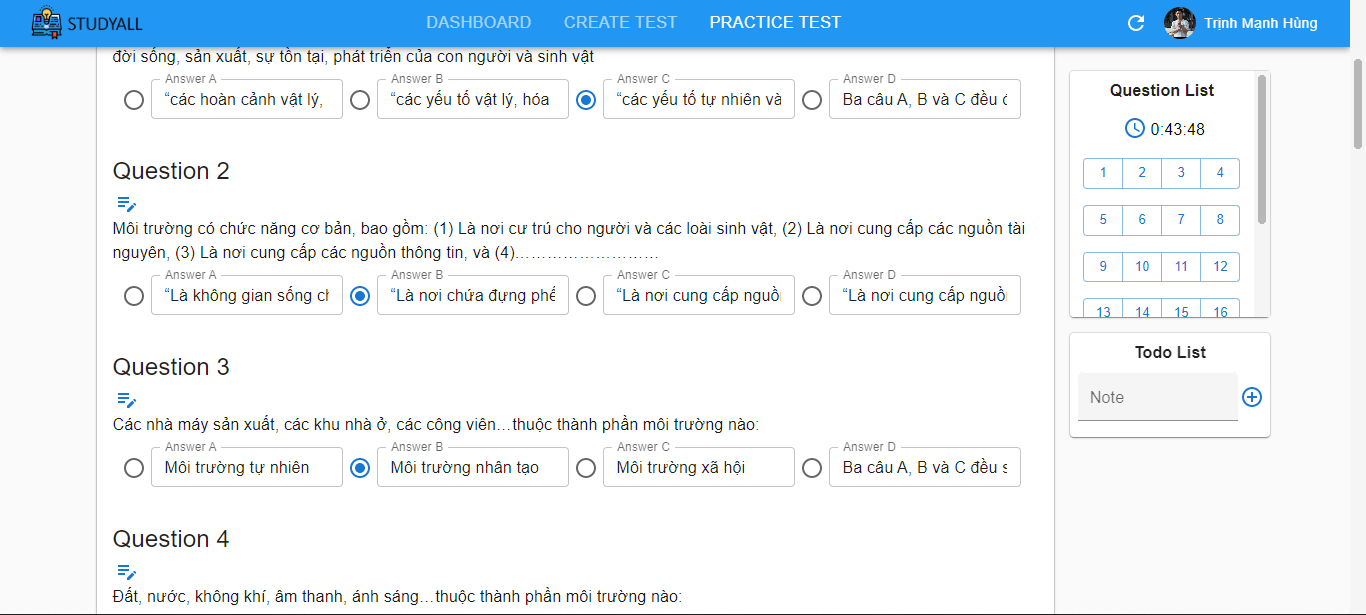 STUDYALL
DASHBOARD
CREATE TEST
PRACTICE TEST
Trịnh Mạnh Hùng
đời sống, sản xuất, sự tồn tại, phát triển của con người và sinh vật
Answer A
Answer B
Answer C
Answer D
“các hoàn cảnh vật lý,
“các yếu tố vật lý, hóa
“các yếu tố tự nhiên và
Ba câu A, B và C đều
Question 2
Môi trường có chức năng cơ bản, bao gồm: (1) Là nơi cư trú cho người và các loài sinh vật, (2) Là nơi cung cấp các nguồn tài
nguyên, (3) Là nơi cung cấp các nguồn thông tin, và (4)………………………
Answer A
Answer B
Answer C
Answer D
“Là không gian sống
“Là nơi chứa đựng
“Là nơi cung cấp
“Là nơi cung cấp
Question 3
Các nhà máy sản xuất, các khu nhà ở, các công viên…thuộc thành phần môi trường nào:
Answer A
Answer B
Answer C
Answer D
Môi trường tự nhiên
Môi trường nhân tạo
Môi trường xã hội
Ba câu A, B và C đều
Question 4
Đất, nước, không khí, âm thanh, ánh sáng…thuộc thành phần môi trường nào:
Question List
0:43:48
1 2 3 4
5 6 7 8
9 10 11 12
13 14 15 16
Todo List
Note